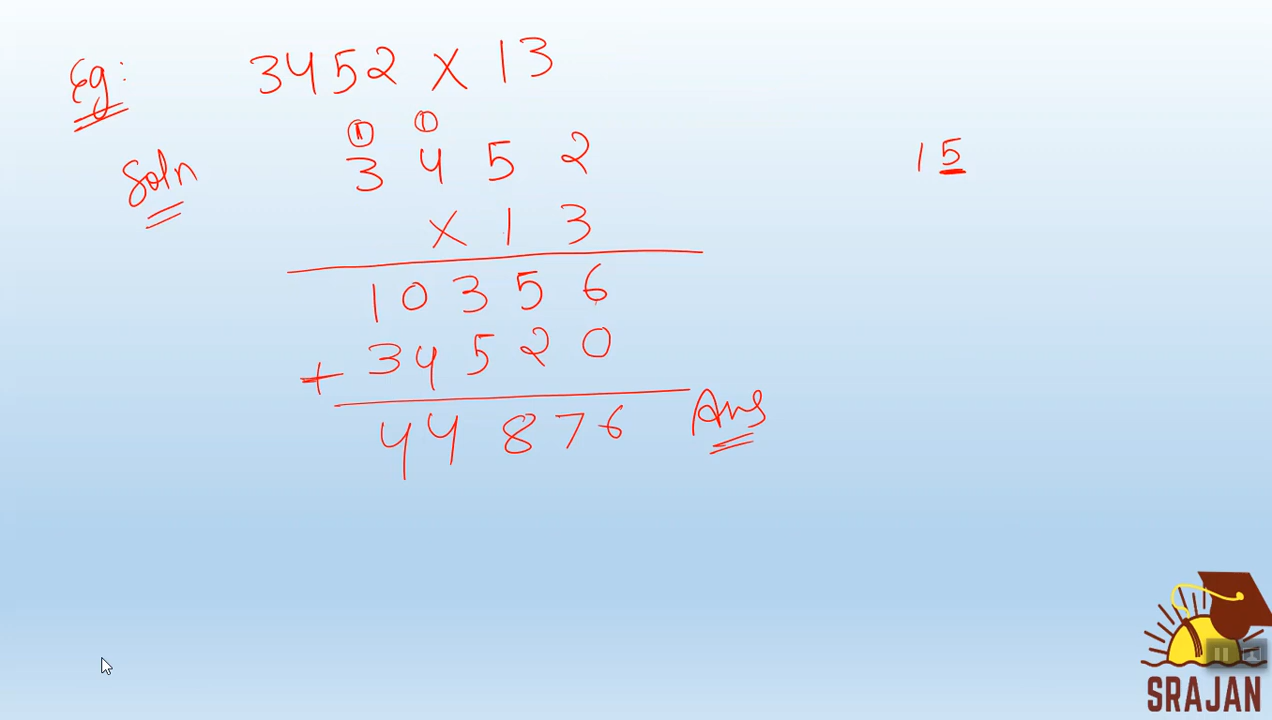 Eg: 3452 X 13
① ①
Soln 3 4 5 2
X 1 3
1 0 3 5 6
+ 3 4 5 2 0
4 4 8 7 6 Ans
15
SRAJAN